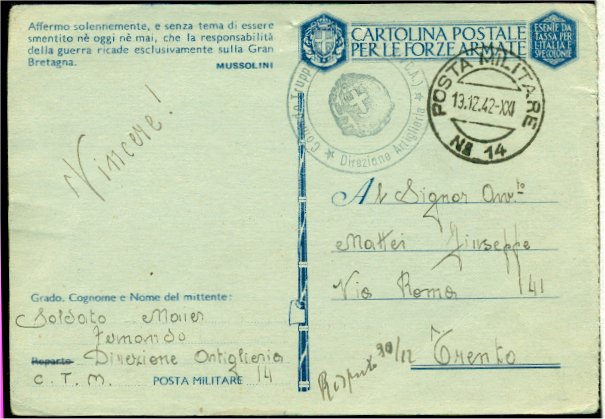 Affermo solennemente, e senza tema di essere
smentito nè oggi nè mai, che la responsabilità
della guerra ricade esclusivamente sulla Gran
Bretagna.
MUSSOLINI
CARTOLINA POSTALE
PER LE FORZE ARMATE
ESENTE DA
TASSA PER
L'ITALIA E
SUE COLONIE
Direzione Artiglieria
POSTA MILITARE
13.12.42-XXI
Nº 14
Vincere!
Al Signor Avv.to
Mattei Giuseppe
Via Roma 141
Trento
Risposto 30/12
Grado, Cognome e Nome del mittente:
Soldato Maier
Fernando
Reparto Direzione Artiglieria
C. T. M. POSTA MILITARE 14